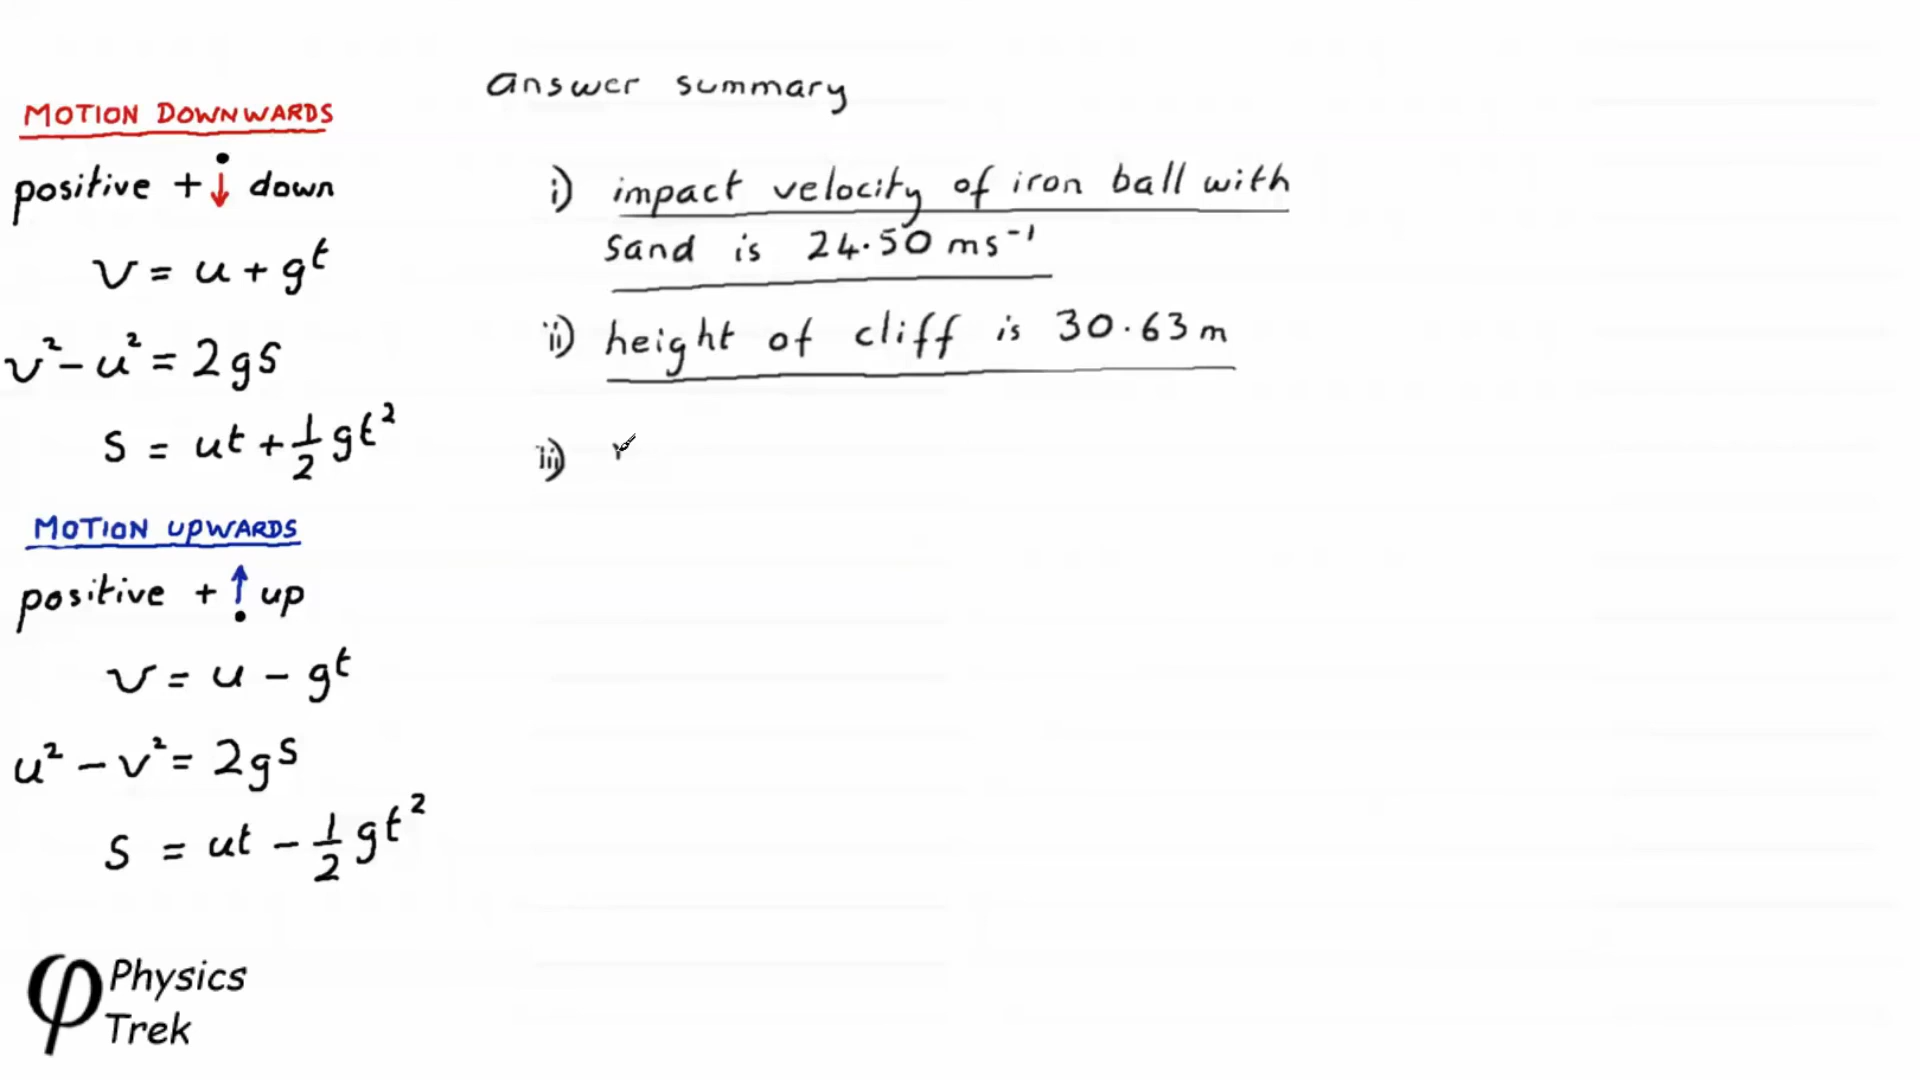 MOTION DOWNWARDS
positive + ↓ down
v = u + gt
v² - u² = 2gs
s = ut + 1/2 gt²
MOTION UPWARDS
positive + ↑ up
v = u - gt
u² - v² = 2gs
s = ut - 1/2 gt²
φ Physics
Trek
answer summary
i) impact velocity of iron ball with
sand is 24.50 ms⁻¹
ii) height of cliff is 30.63 m
iii)